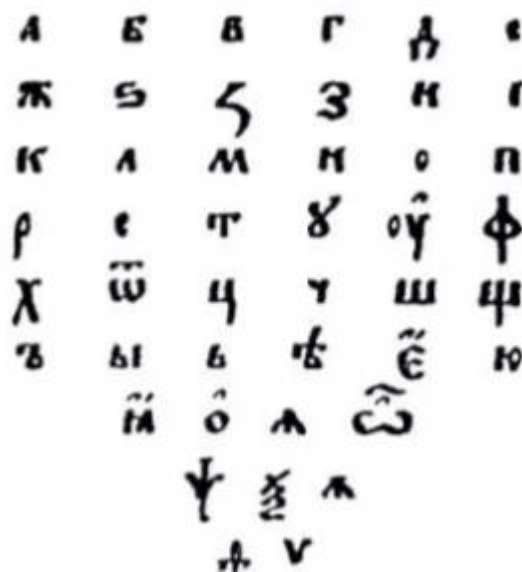 А Б В Г Д Е
Ж Ѕ З З И І
К Л М Н О П
Р С Т Ꙋ ОУ҆ Ф
Х Ѿ Ц Ч Ш Щ
Ъ Ы Ь Ѣ Є Ю
Ꙗ О҆ Ѧ Ѽ
Ѱ Ѯ Ѧ
Ѳ Ѵ